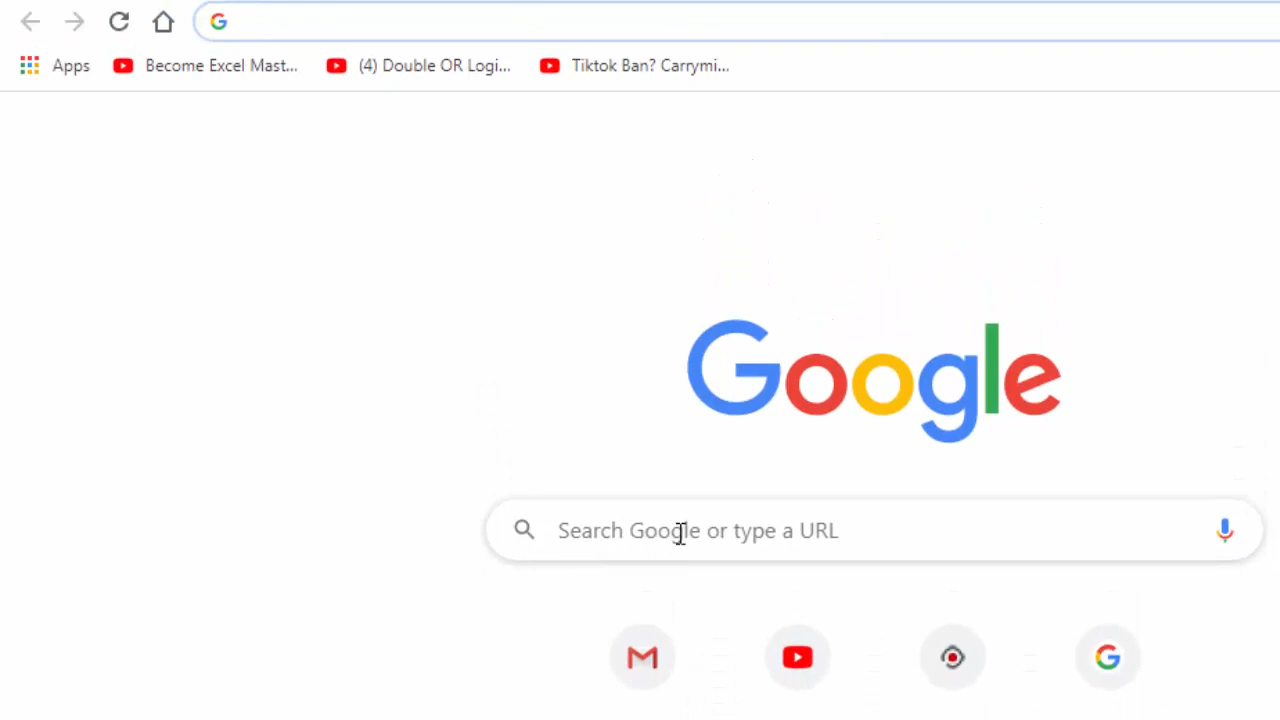 Apps Become Excel Mast... (4) Double OR Logi... Tiktok Ban? Carrymi...
Google
Search Google or type a URL